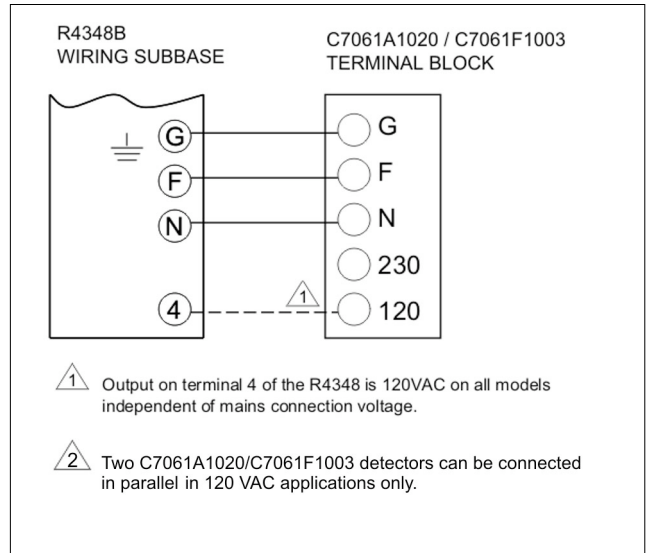 R4348B
WIRING SUBBASE
C7061A1020 / C7061F1003
TERMINAL BLOCK
G G
F F
N N
230
4 1 120
1 Output on terminal 4 of the R4348 is 120VAC on all models
independent of mains connection voltage.
2 Two C7061A1020/C7061F1003 detectors can be connected
in parallel in 120 VAC applications only.